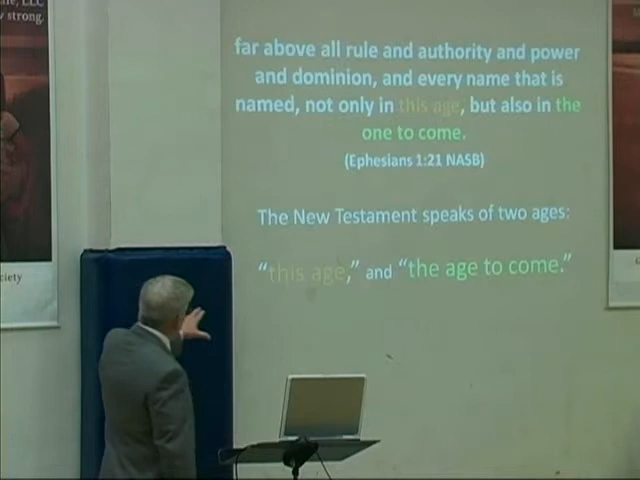 LLC
strong.
far above all rule and authority and power
and dominion, and every name that is
named, not only in this age, but also in the
one to come.
(Ephesians 1:21 NASB)
The New Testament speaks of two ages:
"this age," and "the age to come."